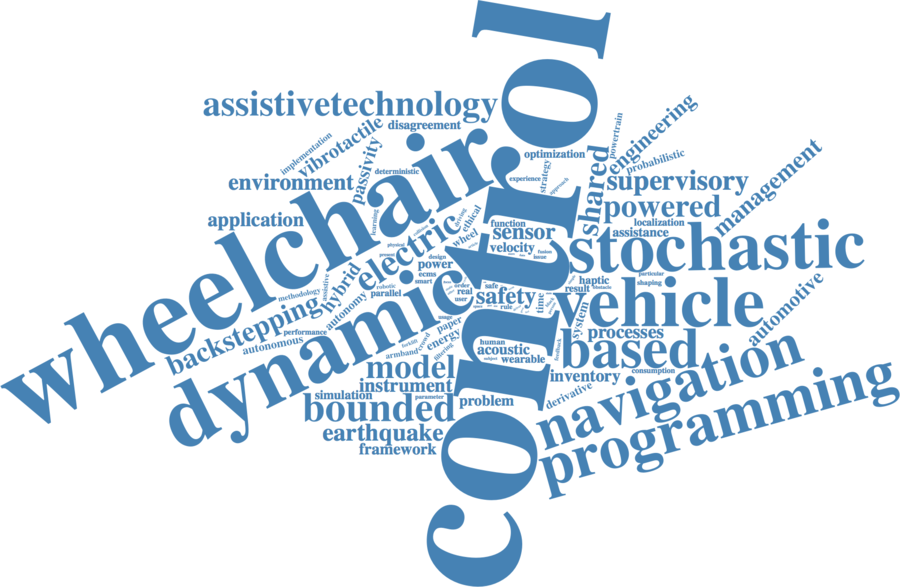 control
wheelchair
dynamic
stochastic
vehicle
based
navigation
programming
assistivetechnology
disagreement
implementation
vibrotactile
passivity
deterministic
environment
application
learning
electric
hybrid
autonomy
assistive
methodology
backstepping
autonomous
performance
robotic
parallel
physical
power
ecms
smart
design
driving
ethical
wheel
function
sensor
velocity
experience
strategy
approach
optimization
shared
powertrain
engineering
probabilistic
supervisory
powered
localization
assistance
management
fusion
issue
particular
shaping
haptic
result
obstacle
system
processes
automotive
time
safe
safety
rule
order
real
user
usage
paper
energy
crowd
forklift
armband
filtering
model
instrument
parameter
simulation
bounded
earthquake
framework
problem
human
acoustic
subject
wearable
feedback
inventory
consumption
derivative